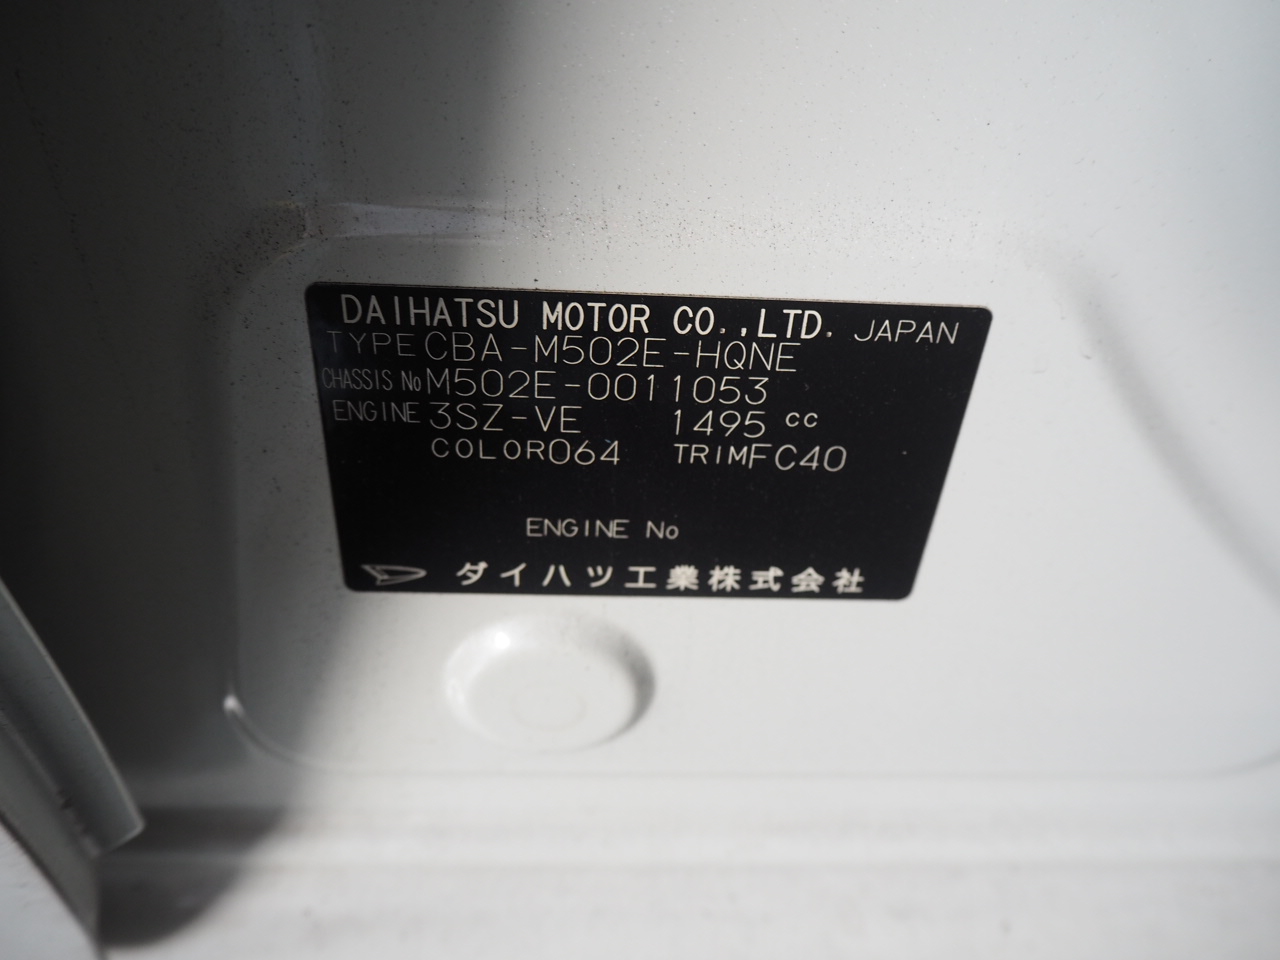 DAIHATSU MOTOR CO.,LTD. JAPAN
TYPE CBA-M502E-HQNE
CHASSIS No M502E-0011053
ENGINE 3SZ-VE 1495 cc
COLOR 064 TRIM FC40
ENGINE No
ダイハツ工業株式会社